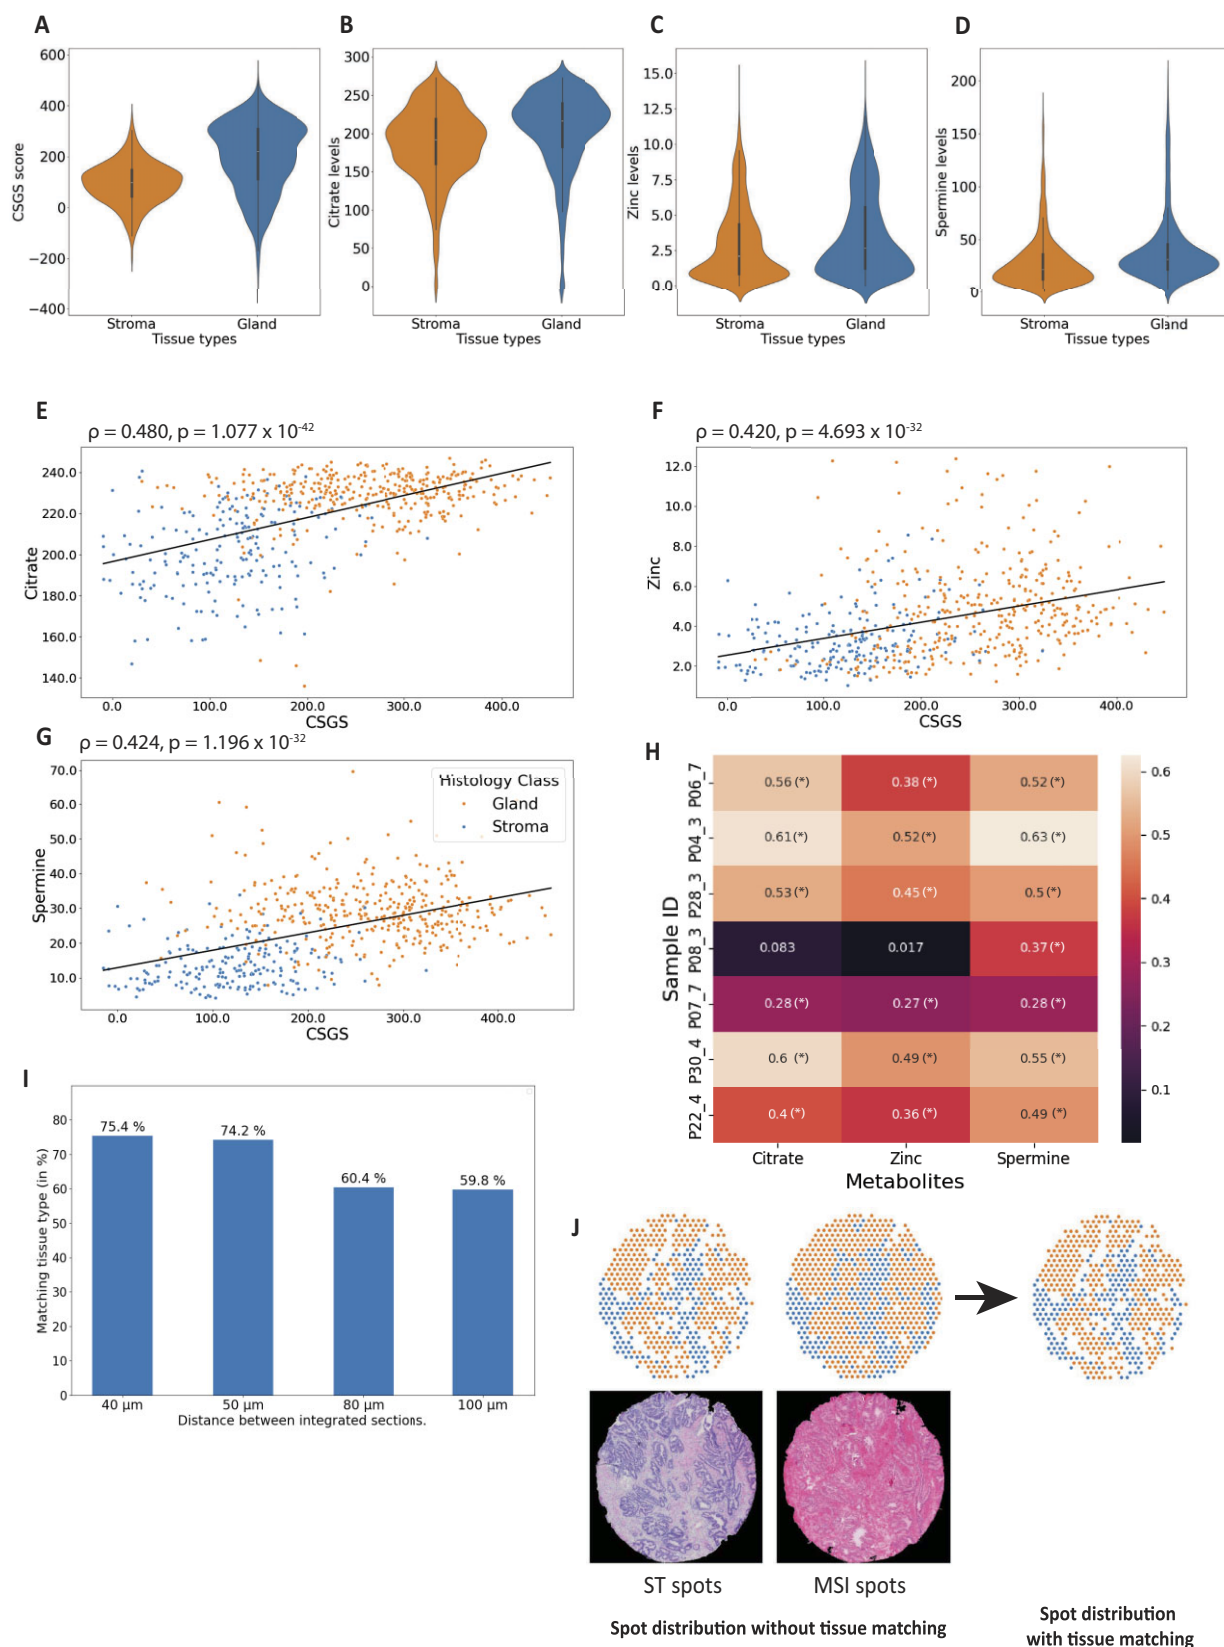 A
B
C
D
600
400
200
0
−200
−400
CSGS score
Stroma
Gland
Tissue types
300
250
200
150
100
50
0
Citrate levels
Stroma
Gland
Tissue types
15.0
12.5
10.0
7.5
5.0
2.5
0.0
Zinc levels
Stroma
Gland
Tissue types
200
150
100
50
0
Spermine levels
Stroma
Gland
Tissue types
E
ρ = 0.480, p = 1.077 x 10-42
240.0
220.0
200.0
180.0
160.0
140.0
Citrate
0.0
100.0
200.0
300.0
400.0
CSGS
F
ρ = 0.420, p = 4.693 x 10-32
12.0
10.0
8.0
6.0
4.0
2.0
Zinc
0.0
100.0
200.0
300.0
400.0
CSGS
G
ρ = 0.424, p = 1.196 x 10-32
70.0
60.0
50.0
40.0
30.0
20.0
10.0
Spermine
Histology Class
Gland
Stroma
0.0
100.0
200.0
300.0
400.0
CSGS
H
Sample ID
P06_7
0.56 (*)
0.38 (*)
0.52 (*)
P04_3
0.61 (*)
0.52 (*)
0.63 (*)
P28_3
0.53 (*)
0.45 (*)
0.5 (*)
P08_3
0.083
0.017
0.37 (*)
P07_7
0.28 (*)
0.27 (*)
0.28 (*)
P30_4
0.6 (*)
0.49 (*)
0.55 (*)
P22_4
0.4 (*)
0.36 (*)
0.49 (*)
Citrate
Zinc
Spermine
Metabolites
0.6
0.5
0.4
0.3
0.2
0.1
I
80
70
60
50
40
30
20
10
0
Matching tissue type (in %)
75.4 %
74.2 %
60.4 %
59.8 %
40 μm
50 μm
80 μm
100 μm
Distance between integrated sections.
J
ST spots
MSI spots
Spot distribution without tissue matching
Spot distribution
with tissue matching